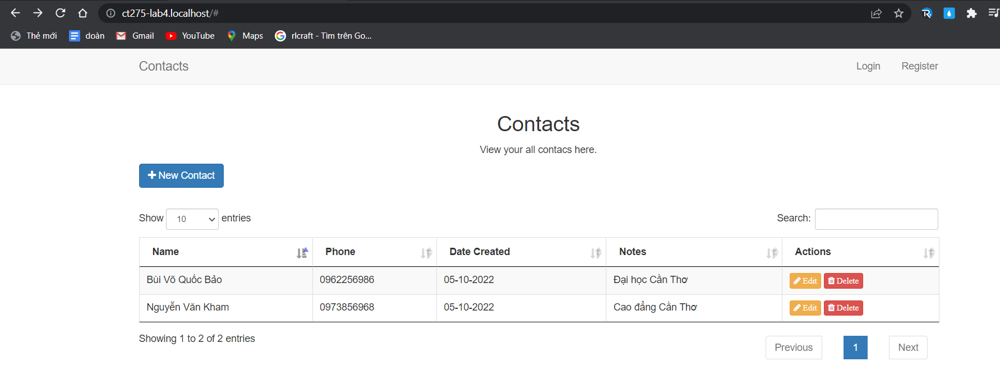 ct275-lab4.localhost/#
Thẻ mới doàn Gmail YouTube Maps rlcraft - Tìm trên Go...
Contacts Login Register
Contacts
View your all contacs here.
New Contact
Show 10 entries Search:
Name Phone Date Created Notes Actions
Bùi Võ Quốc Bảo 0962256986 05-10-2022 Đại học Cần Thơ Edit Delete
Nguyễn Văn Kham 0973856968 05-10-2022 Cao đẳng Cần Thơ Edit Delete
Showing 1 to 2 of 2 entries Previous 1 Next